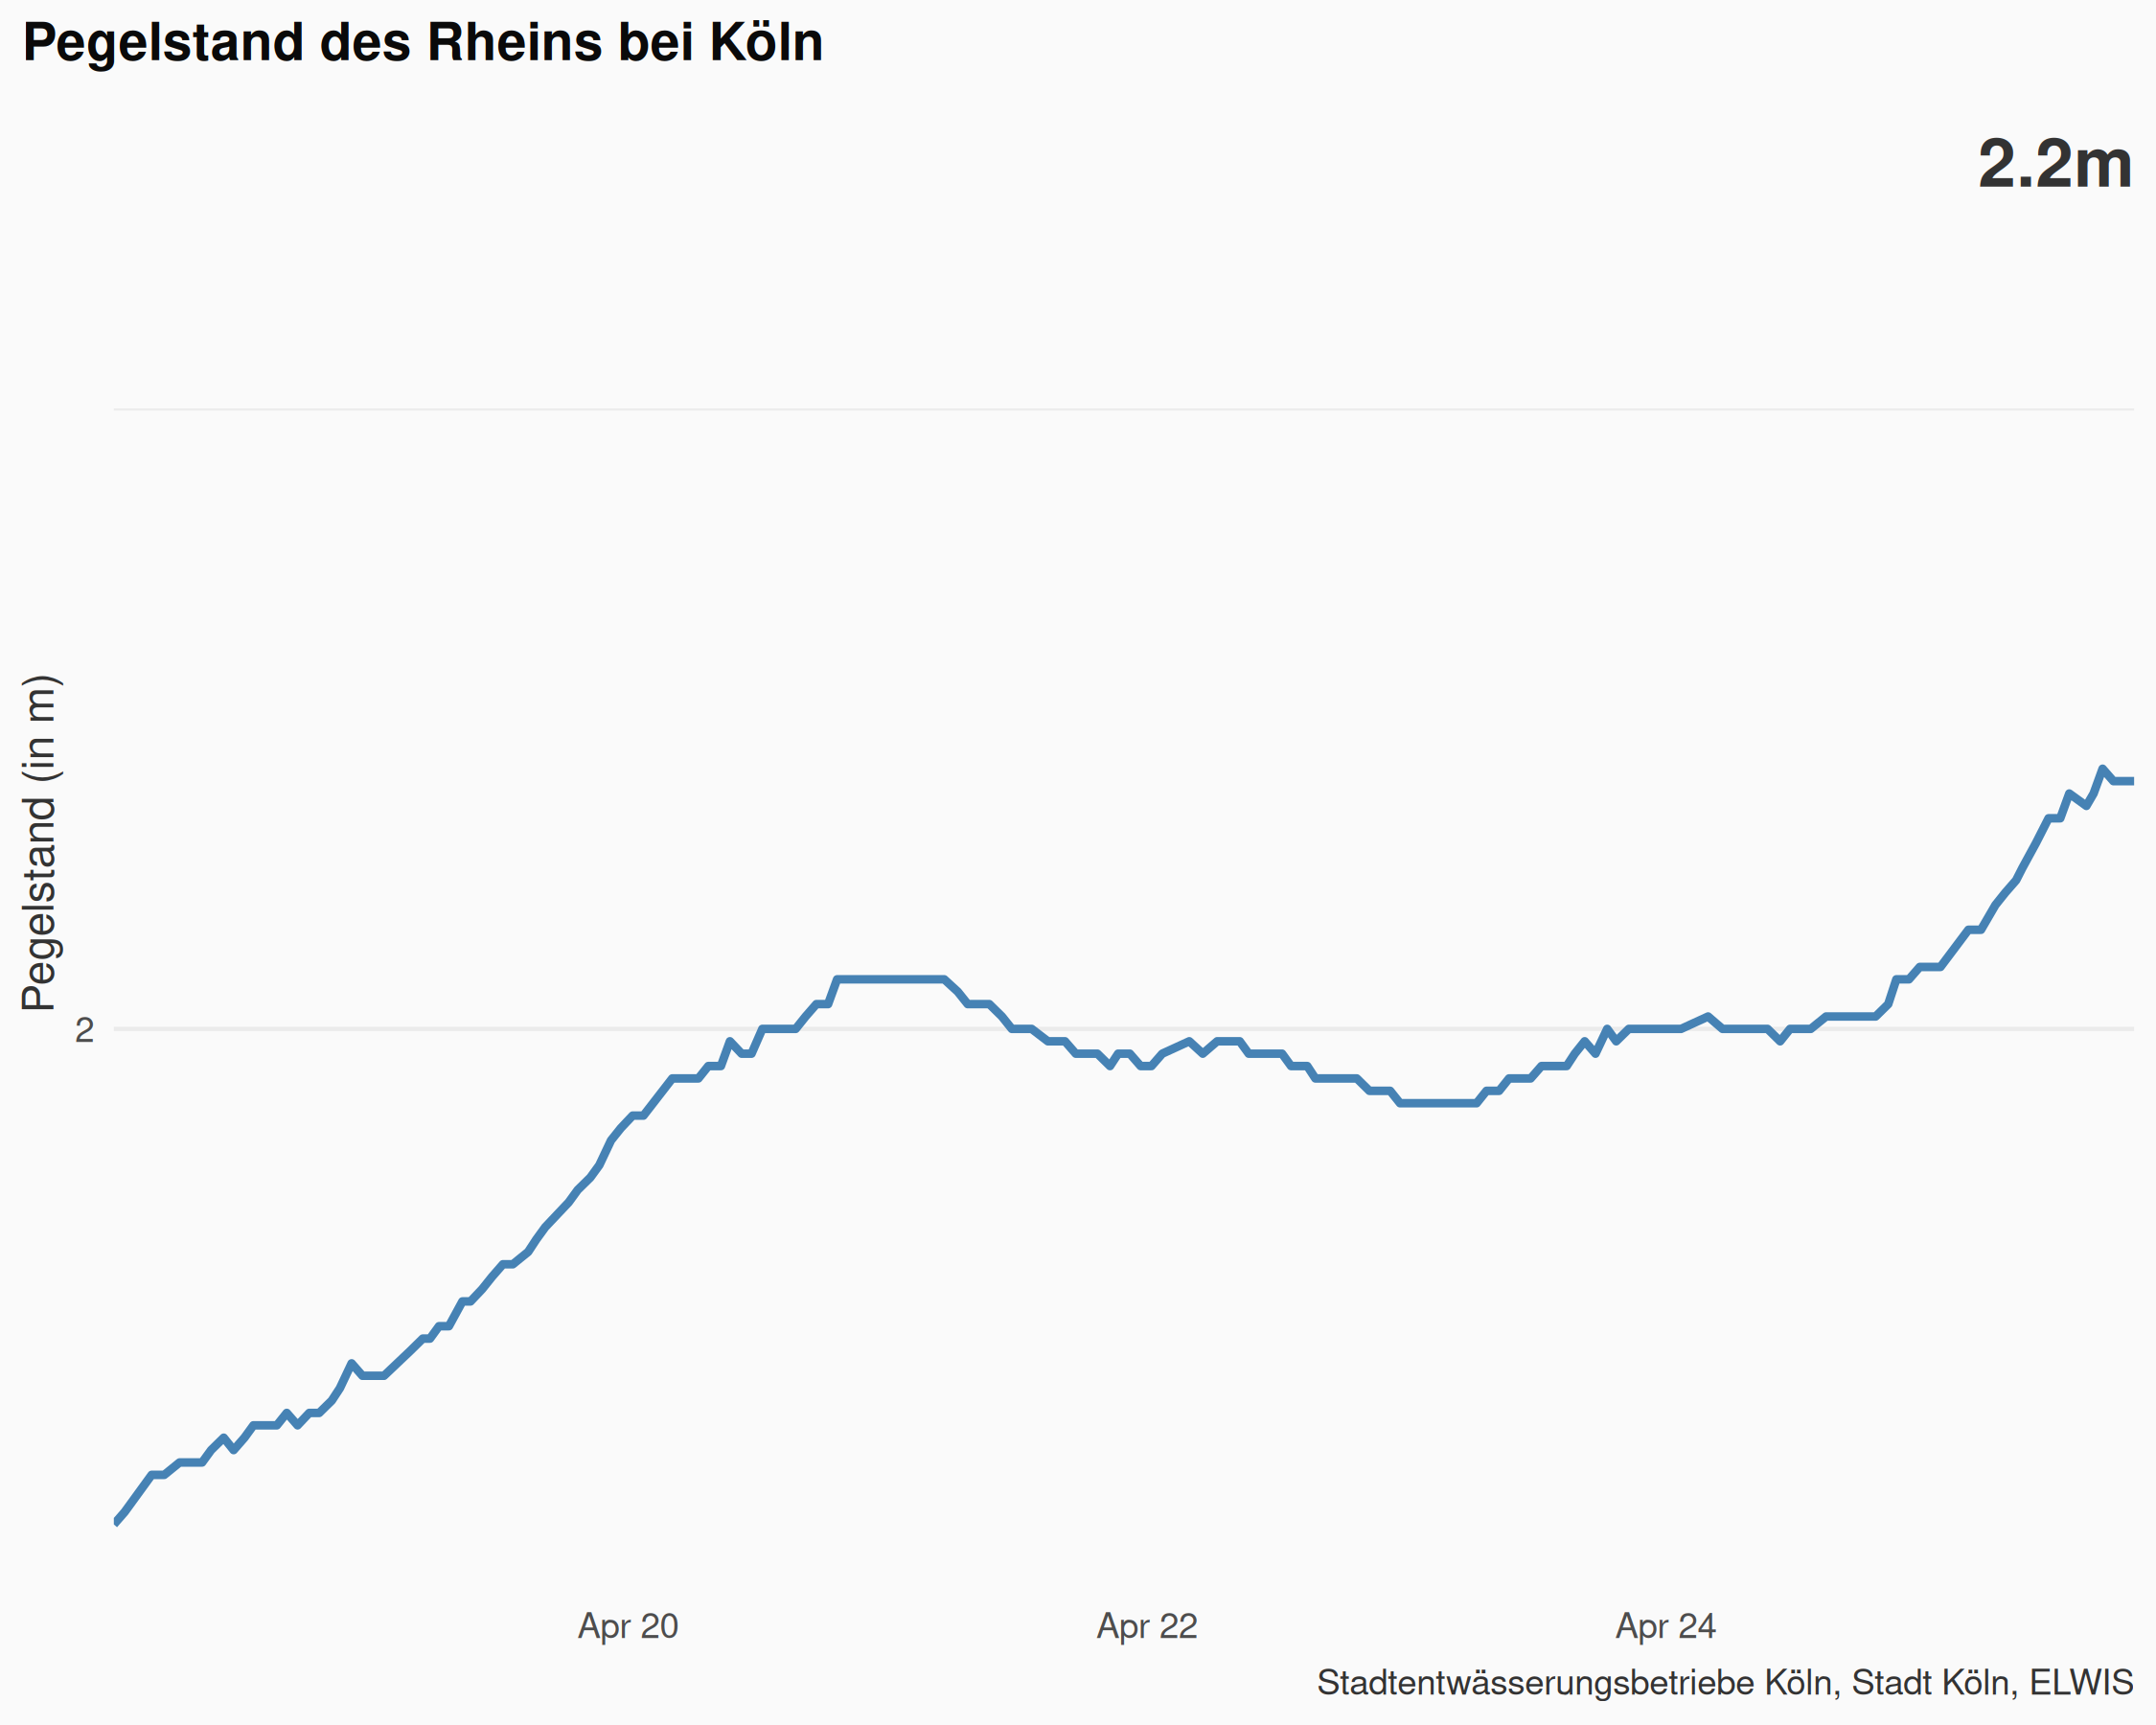 Pegelstand des Rheins bei Köln
2.2m
Pegelstand (in m)
2
Apr 20
Apr 22
Apr 24
Stadtentwässerungsbetriebe Köln, Stadt Köln, ELWIS